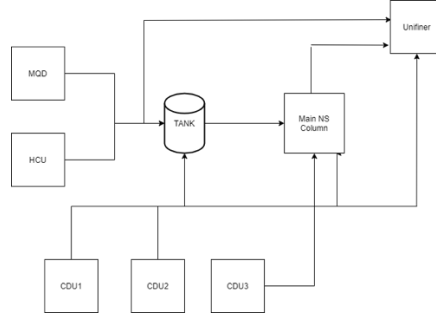 Unifiner
MQD
TANK
Main NS
Column
HCU
CDU1
CDU2
CDU3